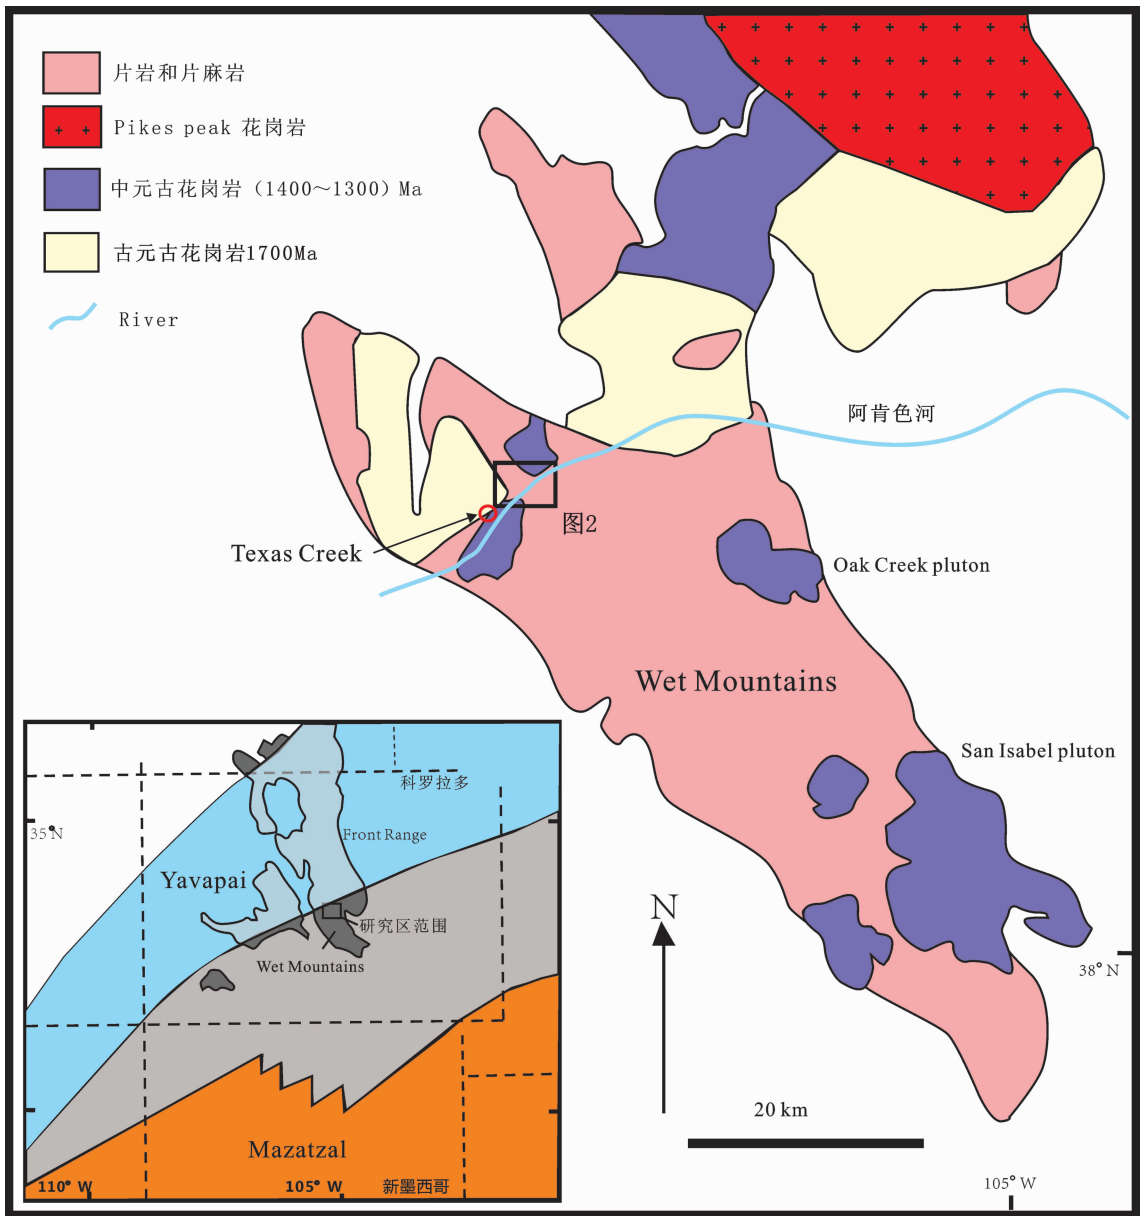 片岩和片麻岩
Pikes peak 花岗岩
中元古花岗岩（1400～1300）Ma
古元古花岗岩1700Ma
River
阿肯色河
图2
Texas Creek
Oak Creek pluton
Wet Mountains
San Isabel pluton
科罗拉多
35°N
Front Range
Yavapai
研究区范围
Wet Mountains
Mazatzal
110° W
105° W
新墨西哥
N
38° N
20 km
105° W